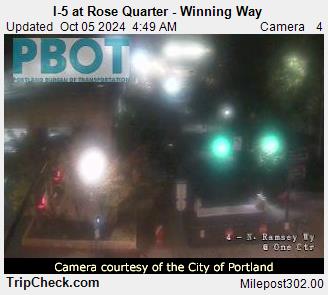 I-5 at Rose Quarter - Winning Way
Updated Oct 05 2024 4:49 AM Camera 4
PBOT
PORTLAND BUREAU OF TRANSPORTATION
4 - N. Ramsey Wy
@ One Ctr
Camera courtesy of the City of Portland
TripCheck.com Milepost302.00